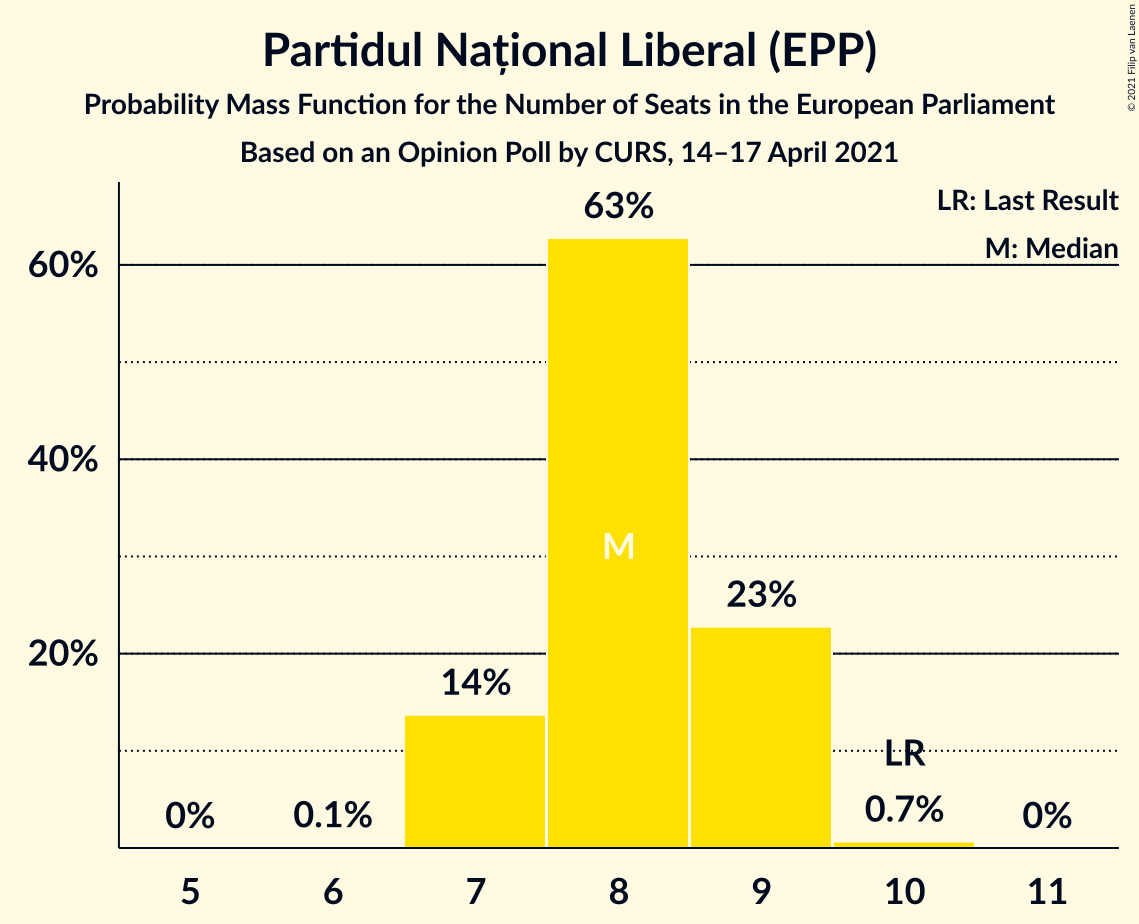 Partidul Național Liberal (EPP)
Probability Mass Function for the Number of Seats in the European Parliament
Based on an Opinion Poll by CURS, 14–17 April 2021
© 2021 Filip van Laenen
LR: Last Result
M: Median
63%
60%
40%
M
23%
20%
14%
LR
0%
0.1%
0.7%
0%
5 6 7 8 9 10 11